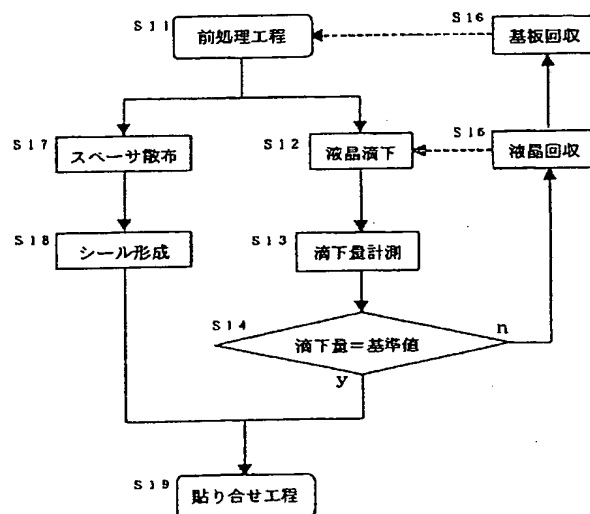 S11
前処理工程
S16
基板回収
S17
スペーサ散布
S12
液晶滴下
S15
液晶回収
S18
シール形成
S13
滴下量計測
S14
滴下量=基準値
n
y
S19
貼り合せ工程